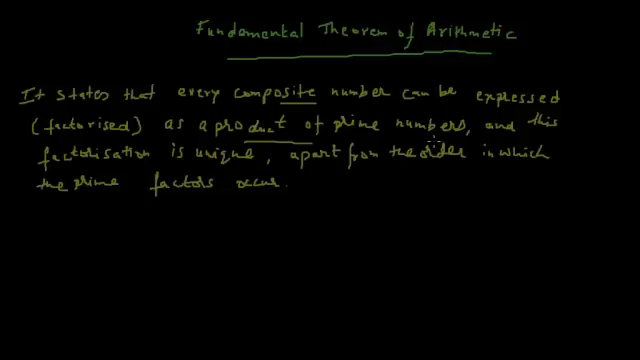 Fundamental Theorem of Arithmetic
It states that every composite number can be expressed
(factorised) as a product of prime numbers, and this
factorisation is unique, apart from the order in which
the prime factors occur.